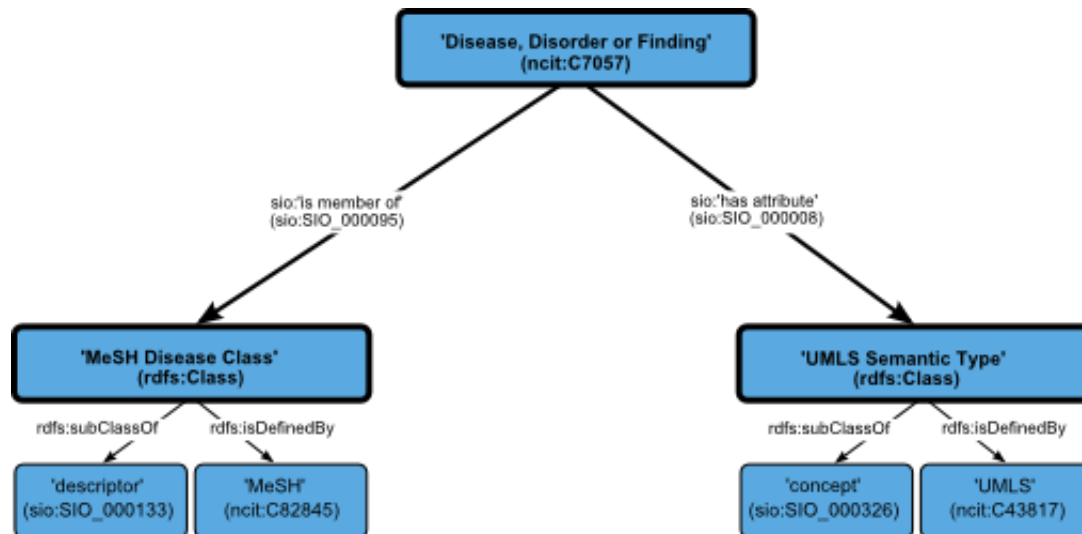 'Disease, Disorder or Finding'
(ncit:C7057)
sio:'is member of'
(sio:SIO_000095)
sio:'has attribute'
(sio:SIO_000008)
'MeSH Disease Class'
(rdfs:Class)
'UMLS Semantic Type'
(rdfs:Class)
rdfs:subClassOf
rdfs:isDefinedBy
rdfs:subClassOf
rdfs:isDefinedBy
'descriptor'
(sio:SIO_000133)
'MeSH'
(ncit:C82845)
'concept'
(sio:SIO_000326)
'UMLS'
(ncit:C43817)